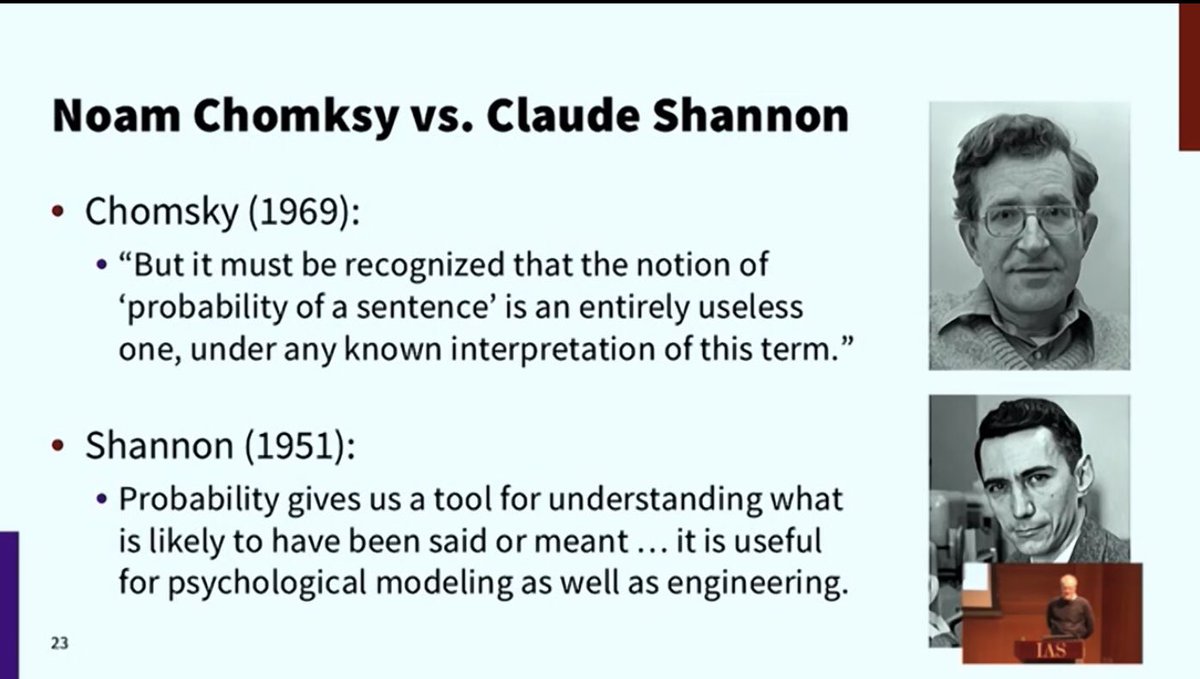 Noam Chomksy vs. Claude Shannon
• Chomsky (1969):
• “But it must be recognized that the notion of
‘probability of a sentence’ is an entirely useless
one, under any known interpretation of this term.”
• Shannon (1951):
• Probability gives us a tool for understanding what
is likely to have been said or meant … it is useful
for psychological modeling as well as engineering.
23
IAS